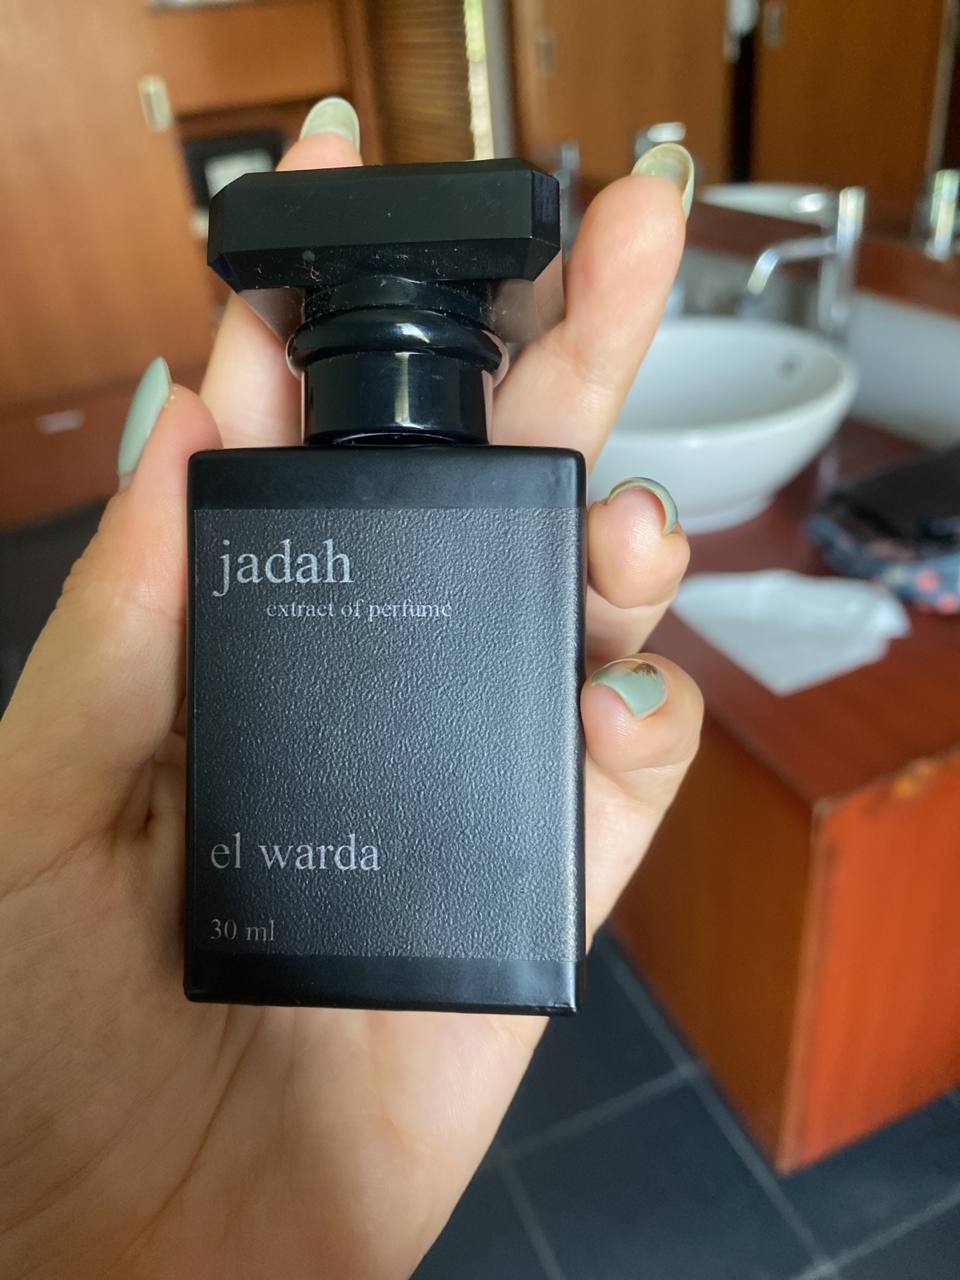 jadah
extract of perfume
el warda
30 ml